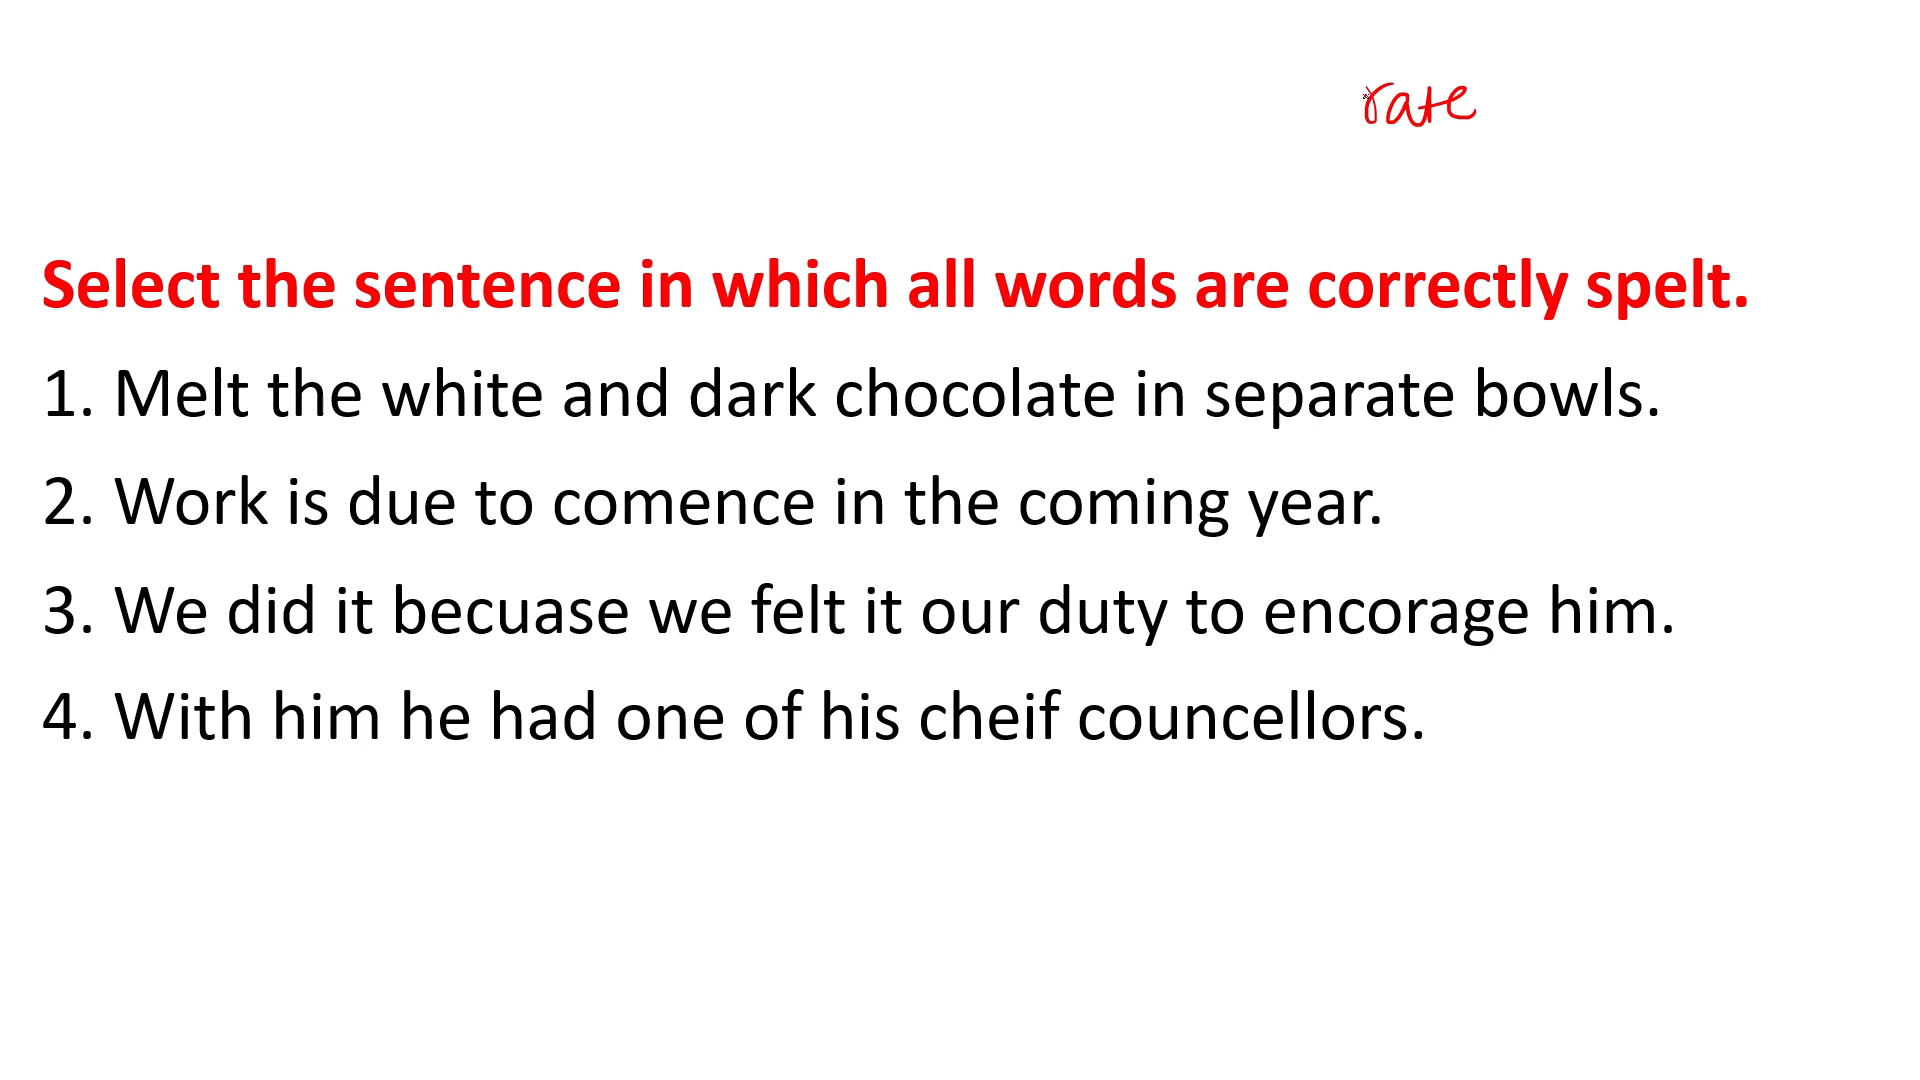 rate
Select the sentence in which all words are correctly spelt.
1. Melt the white and dark chocolate in separate bowls.
2. Work is due to comence in the coming year.
3. We did it becuase we felt it our duty to encorage him.
4. With him he had one of his cheif councellors.